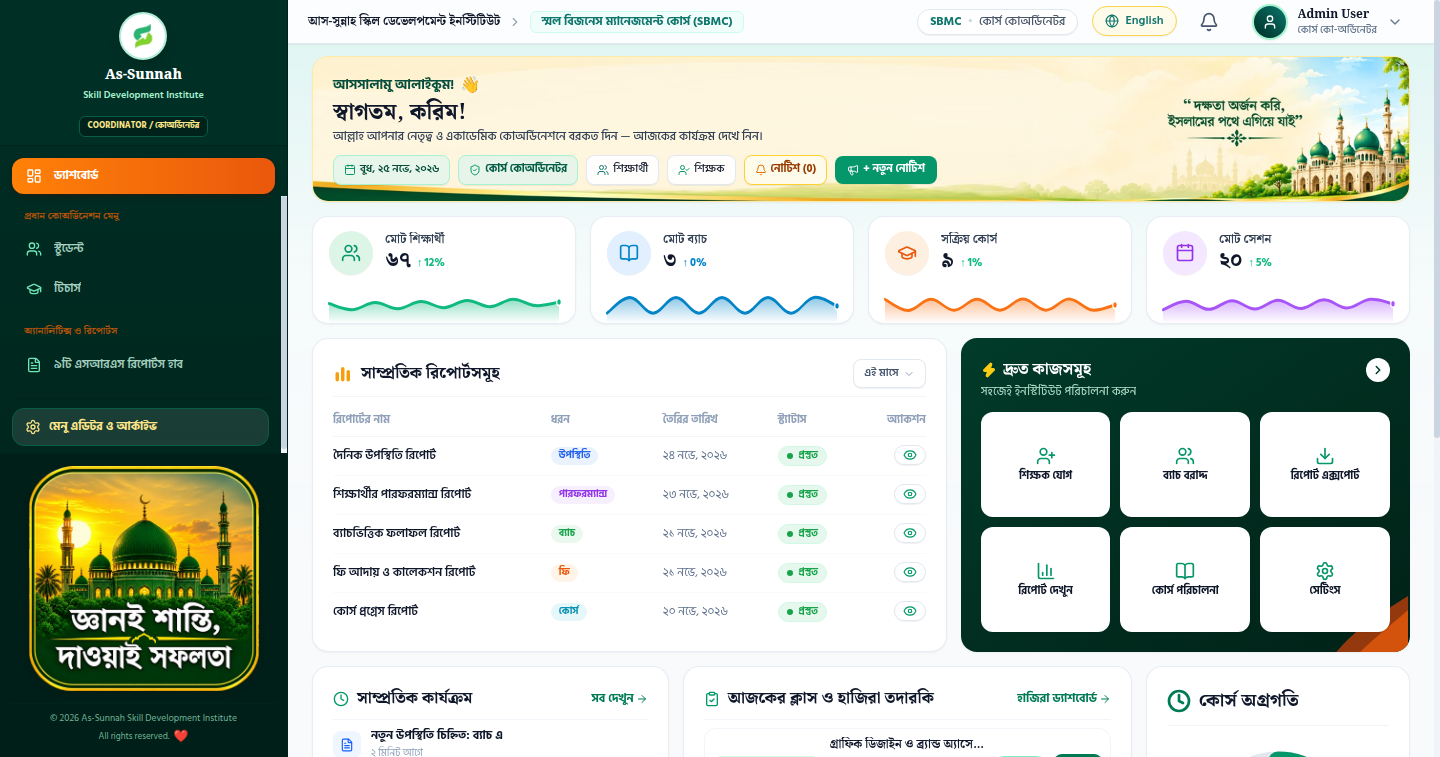 As-Sunnah
Skill Development Institute
COORDINATOR / কোঅর্ডিনেটর
ড্যাশবোর্ড
প্রধান কোঅর্ডিনেশন মেনু
স্টুডেন্ট
টিচার্স
অ্যানালিটিক্স ও রিপোর্টস
৯টি এসআরএস রিপোর্টস হাব
মেনু এডিটর ও আর্কাইভ
জ্ঞানই শান্তি,
দাওয়াই সফলতা
© 2026 As-Sunnah Skill Development Institute
All rights reserved. ❤️
আস-সুন্নাহ স্কিল ডেভেলপমেন্ট ইনস্টিটিউট > স্মল বিজনেস ম্যানেজমেন্ট কোর্স (SBMC)
SBMC • কোর্স কোঅর্ডিনেটর
English
Admin User
কোর্স কো-অর্ডিনেটর
আসসালামু আলাইকুম! 👋
স্বাগতম, করিম!
আল্লাহ আপনার নেতৃত্ব ও একাডেমিক কোঅর্ডিনেশনে বরকত দিন — আজকের কার্যক্রম দেখে নিন।
বুধ, ২৫ নভে, ২০২৬
কোর্স কোঅর্ডিনেটর
শিক্ষার্থী
শিক্ষক
নোটিশ (0)
+ নতুন নোটিশ
“ দক্ষতা অর্জন করি,
ইসলামের পথে এগিয়ে যাই”
মোট শিক্ষার্থী
৬৭ ↑ 12%
মোট ব্যাচ
৩ ↑ 0%
সক্রিয় কোর্স
৯ ↑ 1%
মোট সেশন
২০ ↑ 5%
সাম্প্রতিক রিপোর্টসমূহ
এই মাসে
রিপোর্টের নাম ধরন তৈরির তারিখ স্ট্যাটাস অ্যাকশন
দৈনিক উপস্থিতি রিপোর্ট উপস্থিতি ২৪ নভে, ২০২৬ প্রস্তুত
শিক্ষার্থীর পারফরম্যান্স রিপোর্ট পারফরম্যান্স ২৩ নভে, ২০২৬ প্রস্তুত
ব্যাচভিত্তিক ফলাফল রিপোর্ট ব্যাচ ২১ নভে, ২০২৬ প্রস্তুত
ফি আদায় ও কালেকশন রিপোর্ট ফি ২১ নভে, ২০২৬ প্রস্তুত
কোর্স প্রগ্রেস রিপোর্ট কোর্স ২০ নভে, ২০২৬ প্রস্তুত
দ্রুত কাজসমূহ
সহজেই ইনস্টিটিউট পরিচালনা করুন
শিক্ষক যোগ
ব্যাচ বরাদ্দ
রিপোর্ট এক্সপোর্ট
রিপোর্ট দেখুন
কোর্স পরিচালনা
সেটিংস
সাম্প্রতিক কার্যক্রম
সব দেখুন →
নতুন উপস্থিতি চিহ্নিত: ব্যাচ এ
২ মিনিট আগে
আজকের ক্লাস ও হাজিরা তদারকি
হাজিরা ড্যাশবোর্ড →
গ্রাফিক ডিজাইন ও ব্র্যান্ড অ্যাসে...
কোর্স অগ্রগতি